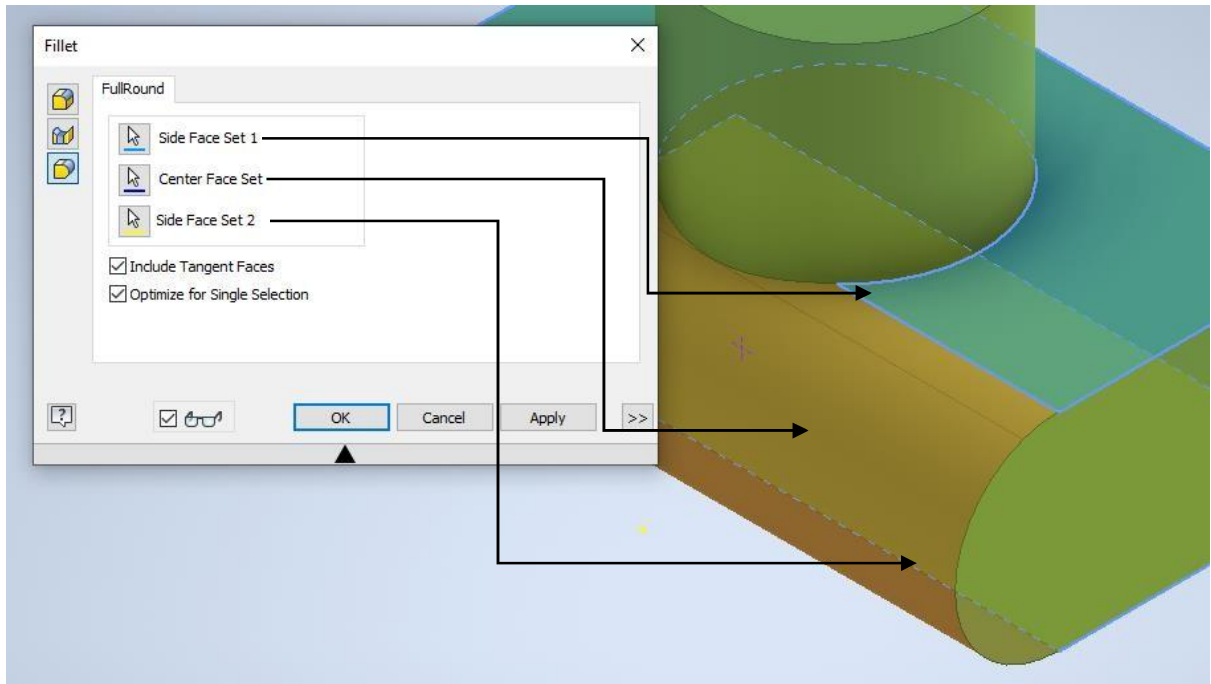 Fillet
FullRound
Side Face Set 1
Center Face Set
Side Face Set 2
Include Tangent Faces
Optimize for Single Selection
? OK Cancel Apply >>